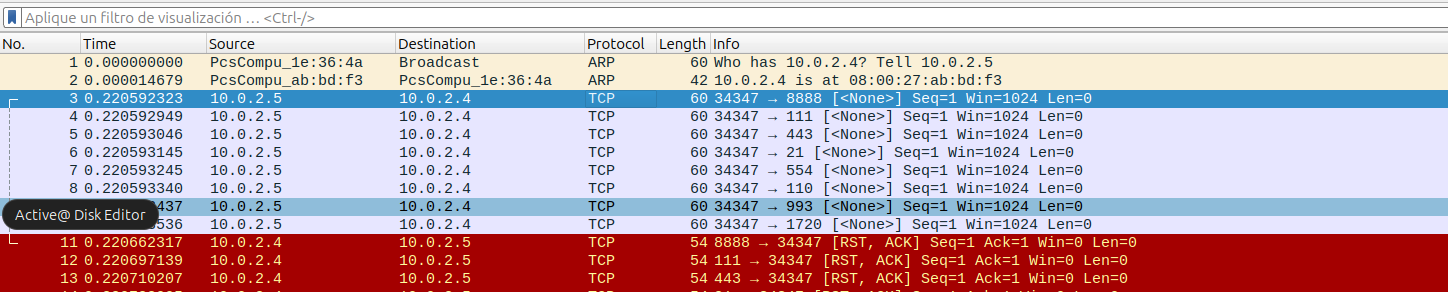 Aplique un filtro de visualización … <Ctrl-/>
No. Time Source Destination Protocol Length Info
1 0.000000000 PcsCompu_1e:36:4a Broadcast ARP 60 Who has 10.0.2.4? Tell 10.0.2.5
2 0.000014679 PcsCompu_ab:bd:f3 PcsCompu_1e:36:4a ARP 42 10.0.2.4 is at 08:00:27:ab:bd:f3
3 0.220592323 10.0.2.5 10.0.2.4 TCP 60 34347 → 8888 [<None>] Seq=1 Win=1024 Len=0
4 0.220592949 10.0.2.5 10.0.2.4 TCP 60 34347 → 111 [<None>] Seq=1 Win=1024 Len=0
5 0.220593046 10.0.2.5 10.0.2.4 TCP 60 34347 → 443 [<None>] Seq=1 Win=1024 Len=0
6 0.220593145 10.0.2.5 10.0.2.4 TCP 60 34347 → 21 [<None>] Seq=1 Win=1024 Len=0
7 0.220593245 10.0.2.5 10.0.2.4 TCP 60 34347 → 554 [<None>] Seq=1 Win=1024 Len=0
8 0.220593340 10.0.2.5 10.0.2.4 TCP 60 34347 → 110 [<None>] Seq=1 Win=1024 Len=0
437 10.0.2.5 10.0.2.4 TCP 60 34347 → 993 [<None>] Seq=1 Win=1024 Len=0
Active@ Disk Editor
536 10.0.2.5 10.0.2.4 TCP 60 34347 → 1720 [<None>] Seq=1 Win=1024 Len=0
11 0.220662317 10.0.2.4 10.0.2.5 TCP 54 8888 → 34347 [RST, ACK] Seq=1 Ack=1 Win=0 Len=0
12 0.220697139 10.0.2.4 10.0.2.5 TCP 54 111 → 34347 [RST, ACK] Seq=1 Ack=1 Win=0 Len=0
13 0.220710207 10.0.2.4 10.0.2.5 TCP 54 443 → 34347 [RST, ACK] Seq=1 Ack=1 Win=0 Len=0